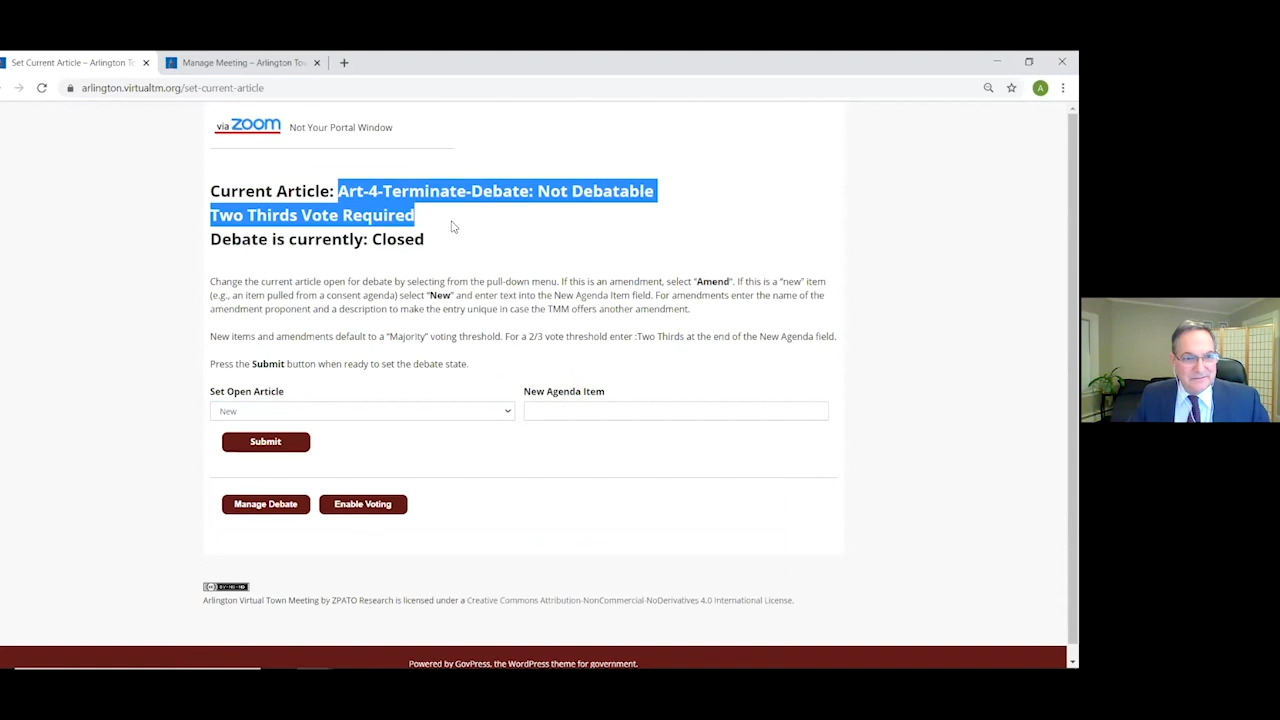 Set Current Article – Arlington To
Manage Meeting – Arlington Tow
arlington.virtualtm.org/set-current-article
A
via ZOOM Not Your Portal Window
Current Article: Art-4-Terminate-Debate: Not Debatable
Two Thirds Vote Required
Debate is currently: Closed
Change the current article open for debate by selecting from the pull-down menu. If this is an amendment, select "Amend". If this is a "new" item
(e.g., an item pulled from a consent agenda) select "New" and enter text into the New Agenda Item field. For amendments enter the name of the
amendment proponent and a description to make the entry unique in case the TMM offers another amendment.
New items and amendments default to a "Majority" voting threshold. For a 2/3 vote threshold enter :Two Thirds at the end of the New Agenda field.
Press the Submit button when ready to set the debate state.
Set Open Article New Agenda Item
New
Submit
Manage Debate Enable Voting
Arlington Virtual Town Meeting by ZPATO Research is licensed under a Creative Commons Attribution-NonCommercial-NoDerivatives 4.0 International License.
Powered by GovPress, the WordPress theme for government.